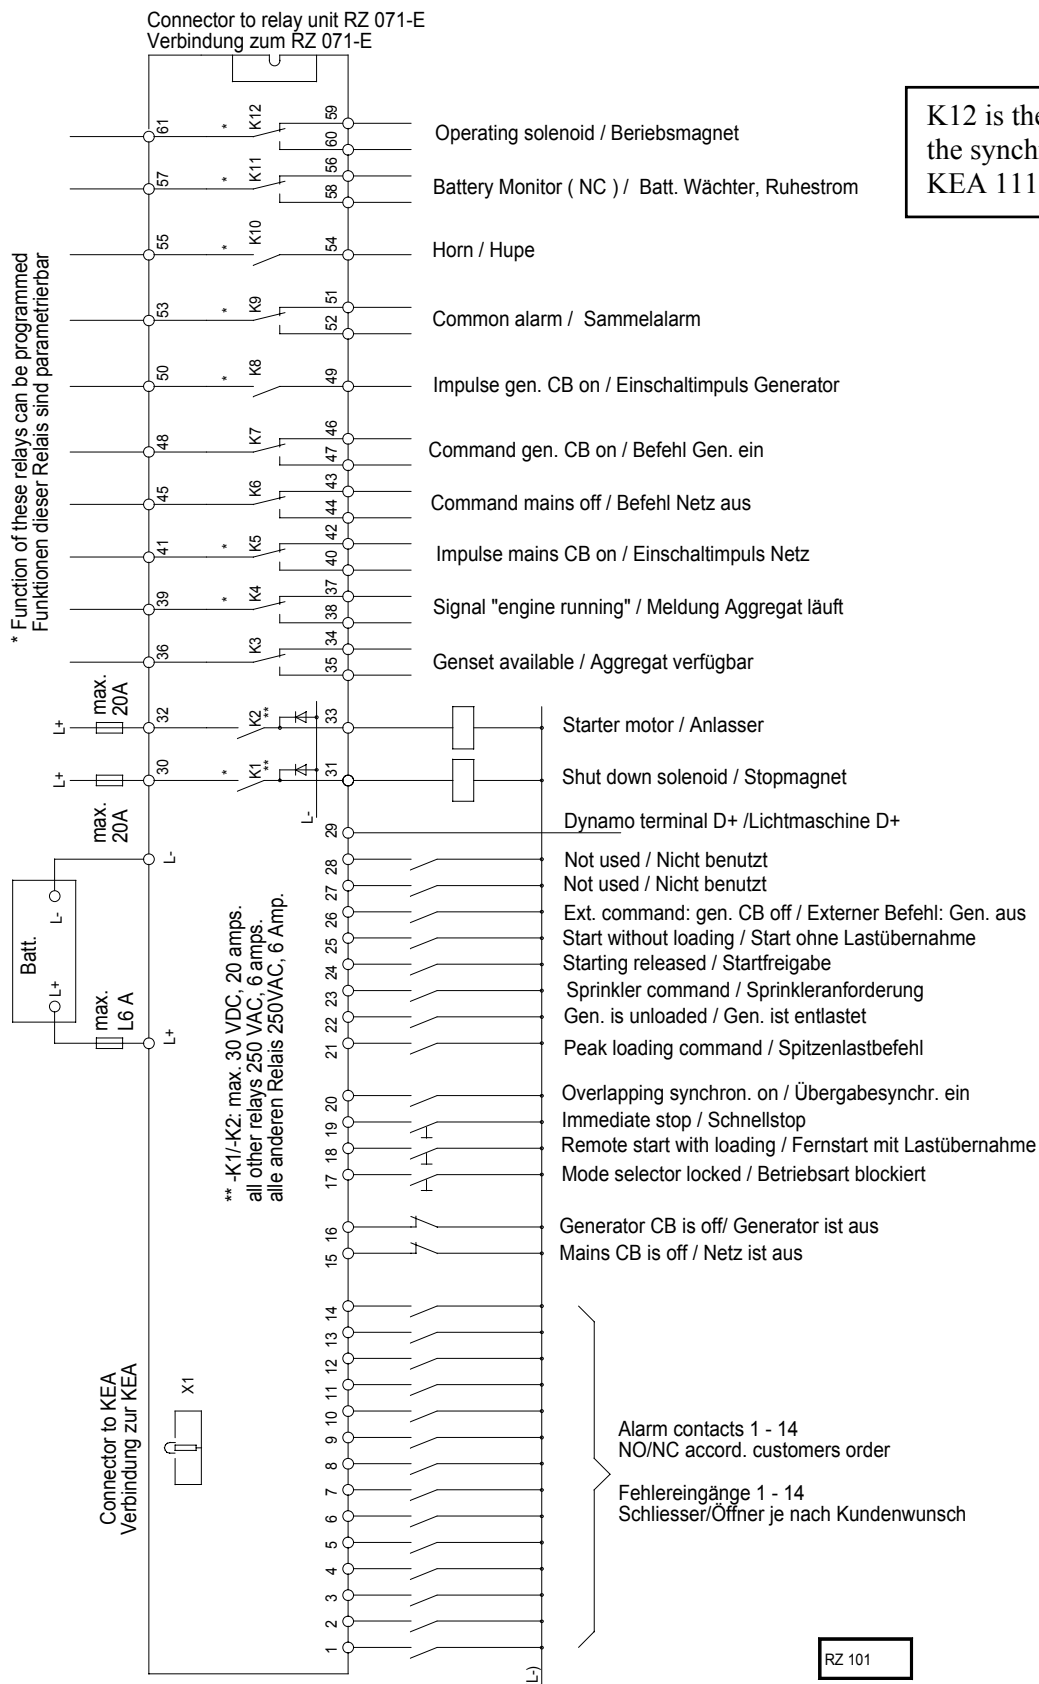 Connector to relay unit RZ 071-E
Verbindung zum RZ 071-E
K12 is the
the synchr
KEA 111
* Function of these relays can be programmed
Funktionen dieser Relais sind parametrierbar
61 * K12 59 60 Operating solenoid / Beriebsmagnet
57 * K11 56 58 Battery Monitor ( NC ) / Batt. Wächter, Ruhestrom
55 * K10 54 Horn / Hupe
53 * K9 51 52 Common alarm / Sammelalarm
50 * K8 49 Impulse gen. CB on / Einschaltimpuls Generator
48 K7 46 47 Command gen. CB on / Befehl Gen. ein
45 K6 43 44 Command mains off / Befehl Netz aus
41 * K5 42 40 Impulse mains CB on / Einschaltimpuls Netz
39 * K4 37 38 Signal "engine running" / Meldung Aggregat läuft
36 K3 34 35 Genset available / Aggregat verfügbar
L+ max. 20A 32 K2 ** 33 Starter motor / Anlasser
L+ max. 20A 30 * K1 ** 31 Shut down solenoid / Stopmagnet
L-
29 Dynamo terminal D+ /Lichtmaschine D+
L-
28 Not used / Nicht benutzt
27 Not used / Nicht benutzt
26 Ext. command: gen. CB off / Externer Befehl: Gen. aus
25 Start without loading / Start ohne Lastübernahme
24 Starting released / Startfreigabe
23 Sprinkler command / Sprinkleranforderung
22 Gen. is unloaded / Gen. ist entlastet
21 Peak loading command / Spitzenlastbefehl
Batt.
L-
L+
max.
L6 A
L+
** -K1/-K2: max. 30 VDC, 20 amps.
all other relays 250 VAC, 6 amps.
alle anderen Relais 250VAC, 6 Amp.
20 Overlapping synchron. on / Übergabesynchr. ein
19 Immediate stop / Schnellstop
18 Remote start with loading / Fernstart mit Lastübernahme
17 Mode selector locked / Betriebsart blockiert
16 Generator CB is off/ Generator ist aus
15 Mains CB is off / Netz ist aus
Connector to KEA
Verbindung zur KEA
X1
14
13
12
11
10
9
8
7
6
5
4
3
2
1
Alarm contacts 1 - 14
NO/NC accord. customers order
Fehlereingänge 1 - 14
Schliesser/Öffner je nach Kundenwunsch
L-)
RZ 101